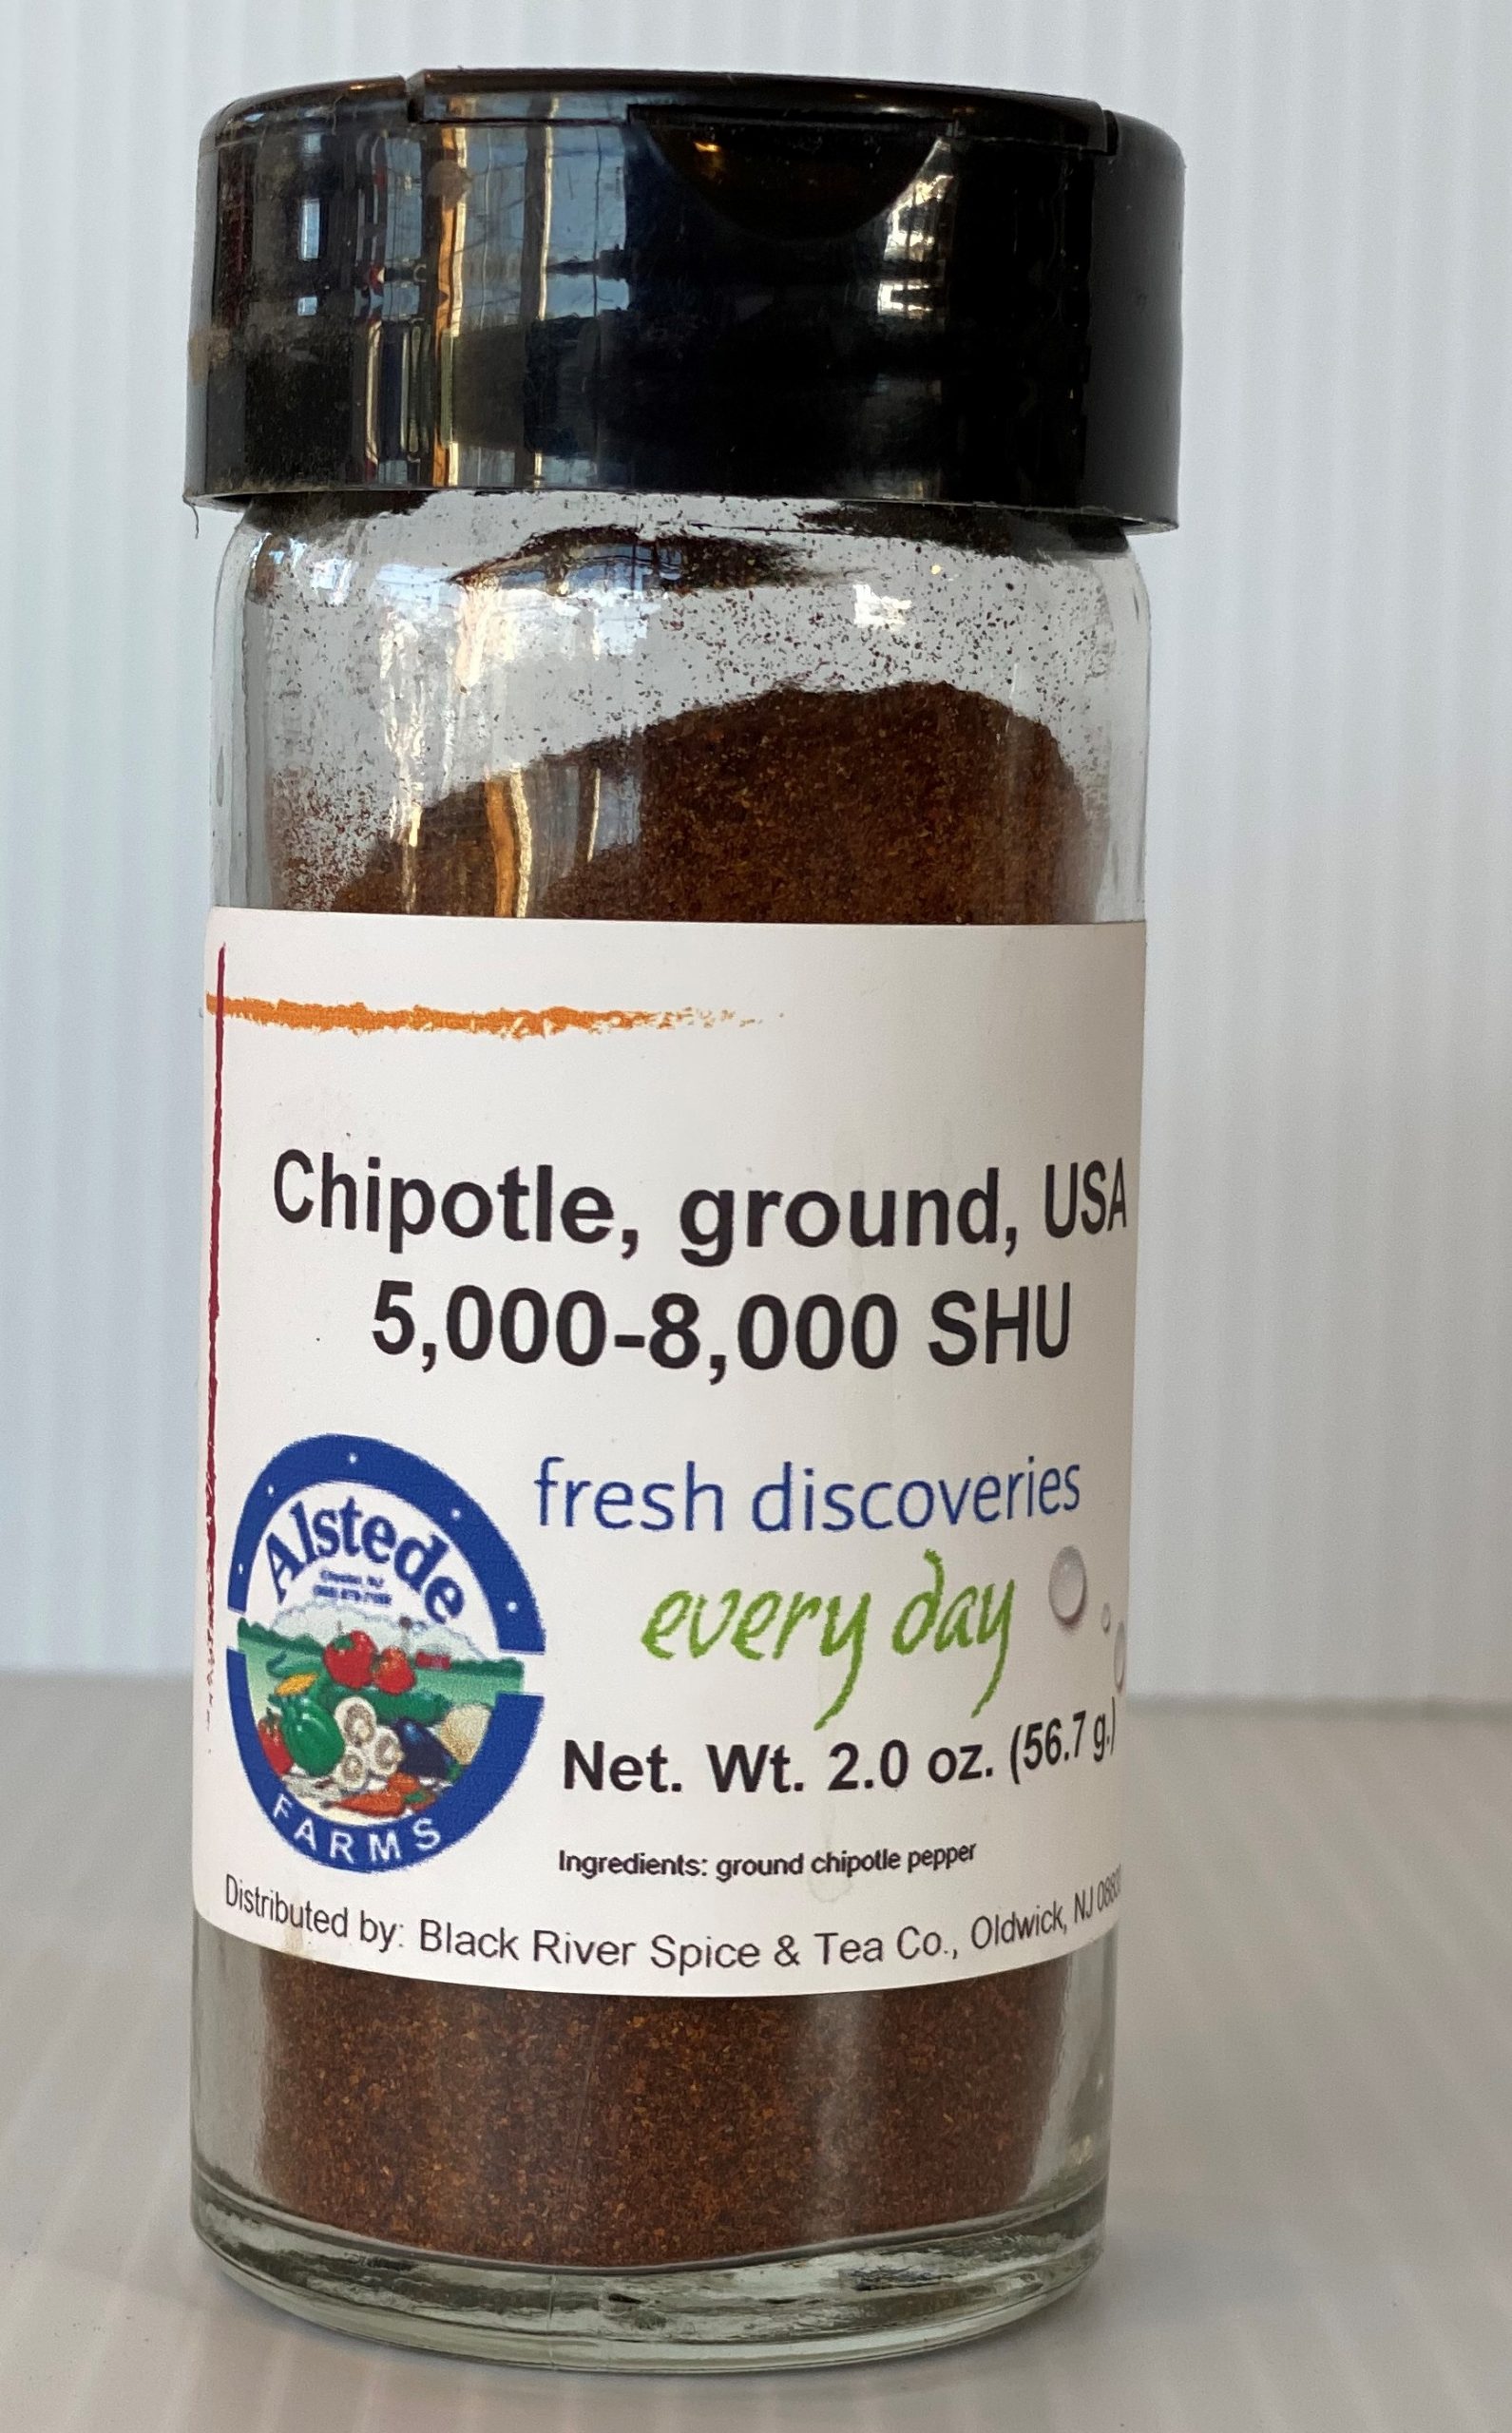 Chipotle, ground, USA
5,000-8,000 SHU
Alstede
FARMS
fresh discoveries
every day
Net. Wt. 2.0 oz. (56.7 g.)
Ingredients: ground chipotle pepper
Distributed by: Black River Spice & Tea Co., Oldwick, NJ